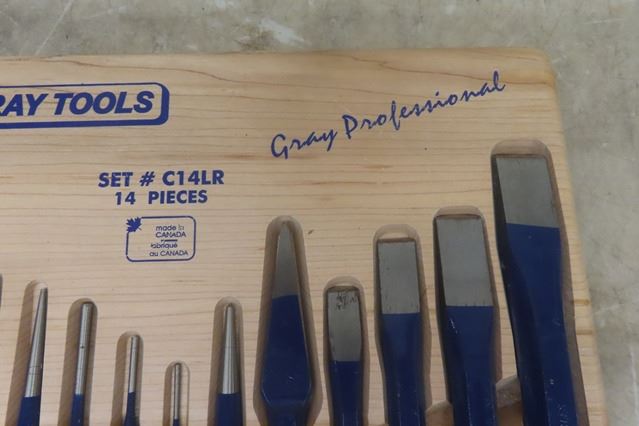 RAY TOOLS
Gray Professional
SET # C14LR
14 PIECES
made in
CANADA
fabriqué
au CANADA